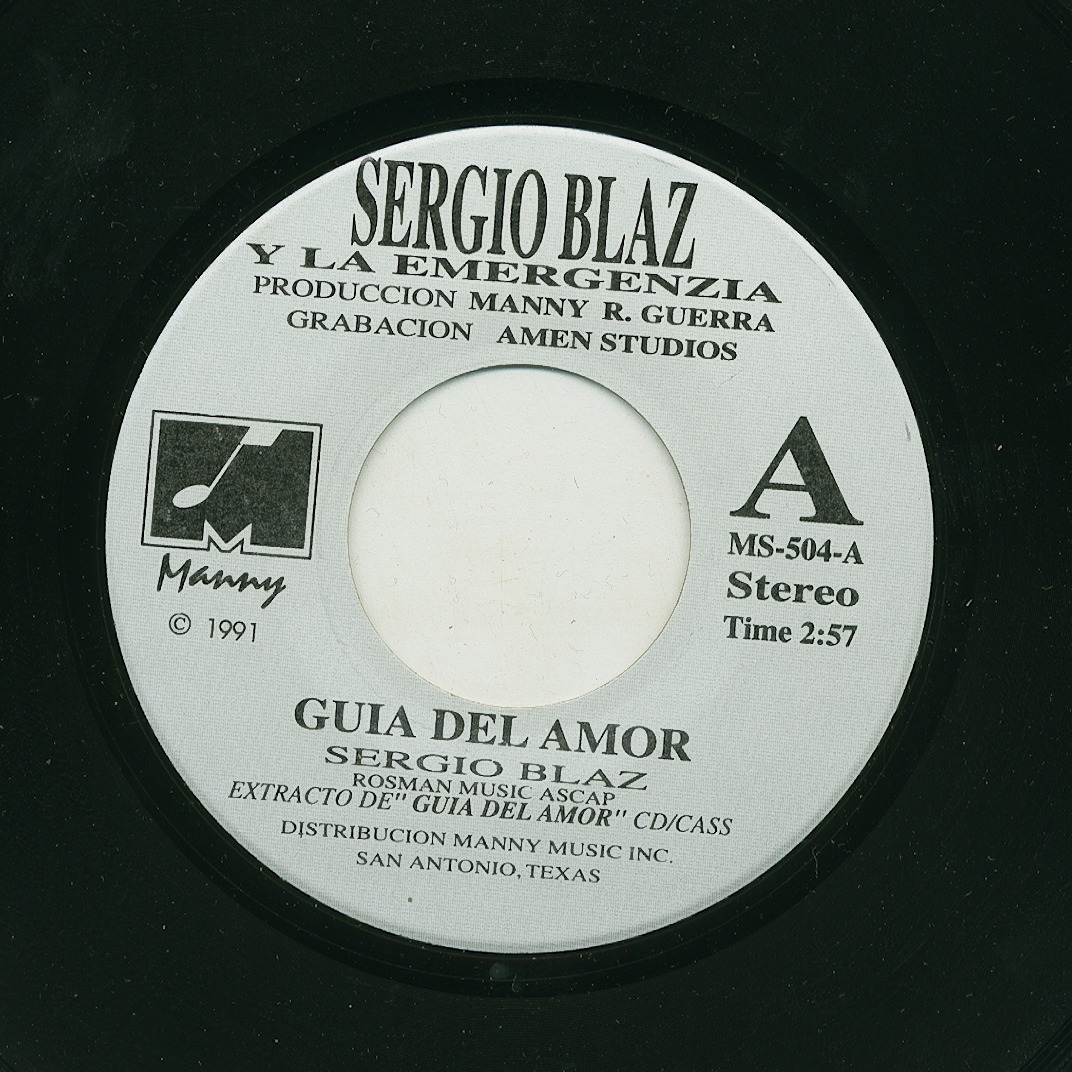 SERGIO BLAZ
Y LA EMERGENZIA
PRODUCCION MANNY R. GUERRA
GRABACION AMEN STUDIOS
Manny
© 1991
A
MS-504-A
Stereo
Time 2:57
GUIA DEL AMOR
SERGIO BLAZ
ROSMAN MUSIC ASCAP
EXTRACTO DE" GUIA DEL AMOR" CD/CASS
DISTRIBUCION MANNY MUSIC INC.
SAN ANTONIO, TEXAS